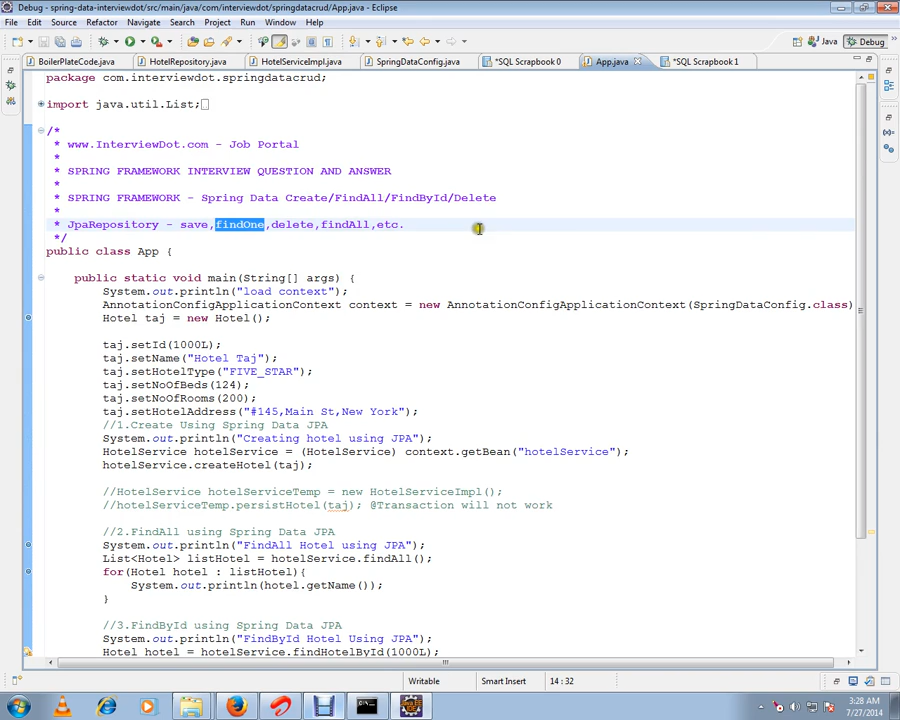 Debug - spring-data-interviewdot/src/main/java/com/interviewdot/springdatacrud/App.java - Eclipse
File Edit Source Refactor Navigate Search Project Run Window Help
Java Debug
BoilerPlateCode.java HotelRepository.java HotelServiceImpl.java SpringDataConfig.java *SQL Scrapbook 0 App.java *SQL Scrapbook 1
package com.interviewdot.springdatacrud;
import java.util.List;
/*
* www.InterviewDot.com - Job Portal
*
* SPRING FRAMEWORK INTERVIEW QUESTION AND ANSWER
*
* SPRING FRAMEWORK - Spring Data Create/FindAll/FindById/Delete
*
* JpaRepository - save,findOne,delete,findAll,etc.
*/
public class App {
public static void main(String[] args) {
System.out.println("load context");
AnnotationConfigApplicationContext context = new AnnotationConfigApplicationContext(SpringDataConfig.class)
Hotel taj = new Hotel();
taj.setId(1000L);
taj.setName("Hotel Taj");
taj.setHotelType("FIVE_STAR");
taj.setNoOfBeds(124);
taj.setNoOfRooms(200);
taj.setHotelAddress("#145,Main St,New York");
//1.Create Using Spring Data JPA
System.out.println("Creating hotel using JPA");
HotelService hotelService = (HotelService) context.getBean("hotelService");
hotelService.createHotel(taj);
//HotelService hotelServiceTemp = new HotelServiceImpl();
//hotelServiceTemp.persistHotel(taj); @Transaction will not work
//2.FindAll using Spring Data JPA
System.out.println("FindAll Hotel using JPA");
List<Hotel> listHotel = hotelService.findAll();
for(Hotel hotel : listHotel){
System.out.println(hotel.getName());
}
//3.FindById using Spring Data JPA
System.out.println("FindById Hotel Using JPA");
Hotel hotel = hotelService.findHotelById(1000L);
Writable Smart Insert 14 : 32
3:28 AM
7/27/2014